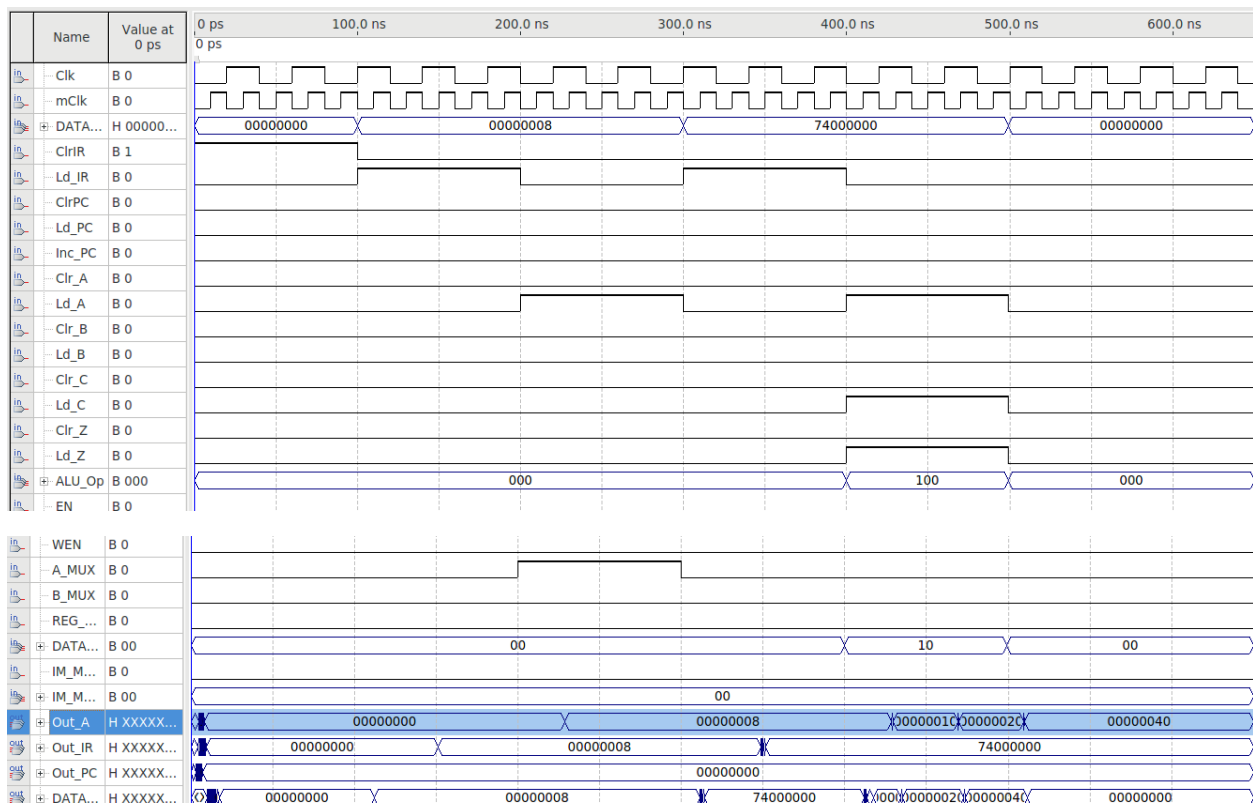 Name Value at 0 ps 0 ps 100.0 ns 200.0 ns 300.0 ns 400.0 ns 500.0 ns 600.0 ns
0 ps
Clk B 0
mClk B 0
DATA... H 00000... 00000000 00000008 74000000 00000000
ClrIR B 1
Ld_IR B 0
ClrPC B 0
Ld_PC B 0
Inc_PC B 0
Clr_A B 0
Ld_A B 0
Clr_B B 0
Ld_B B 0
Clr_C B 0
Ld_C B 0
Clr_Z B 0
Ld_Z B 0
ALU_Op B 000 000 100 000
EN B 0
WEN B 0
A_MUX B 0
B_MUX B 0
REG_... B 0
DATA... B 00 00 10 00
IM_M... B 0
IM_M... B 00 00
Out_A H XXXXX... 00000000 00000008 00000040
Out_IR H XXXXX... 00000000 00000008 74000000
Out_PC H XXXXX... 00000000
DATA... H XXXXX... 00000000 00000008 74000000 00000000